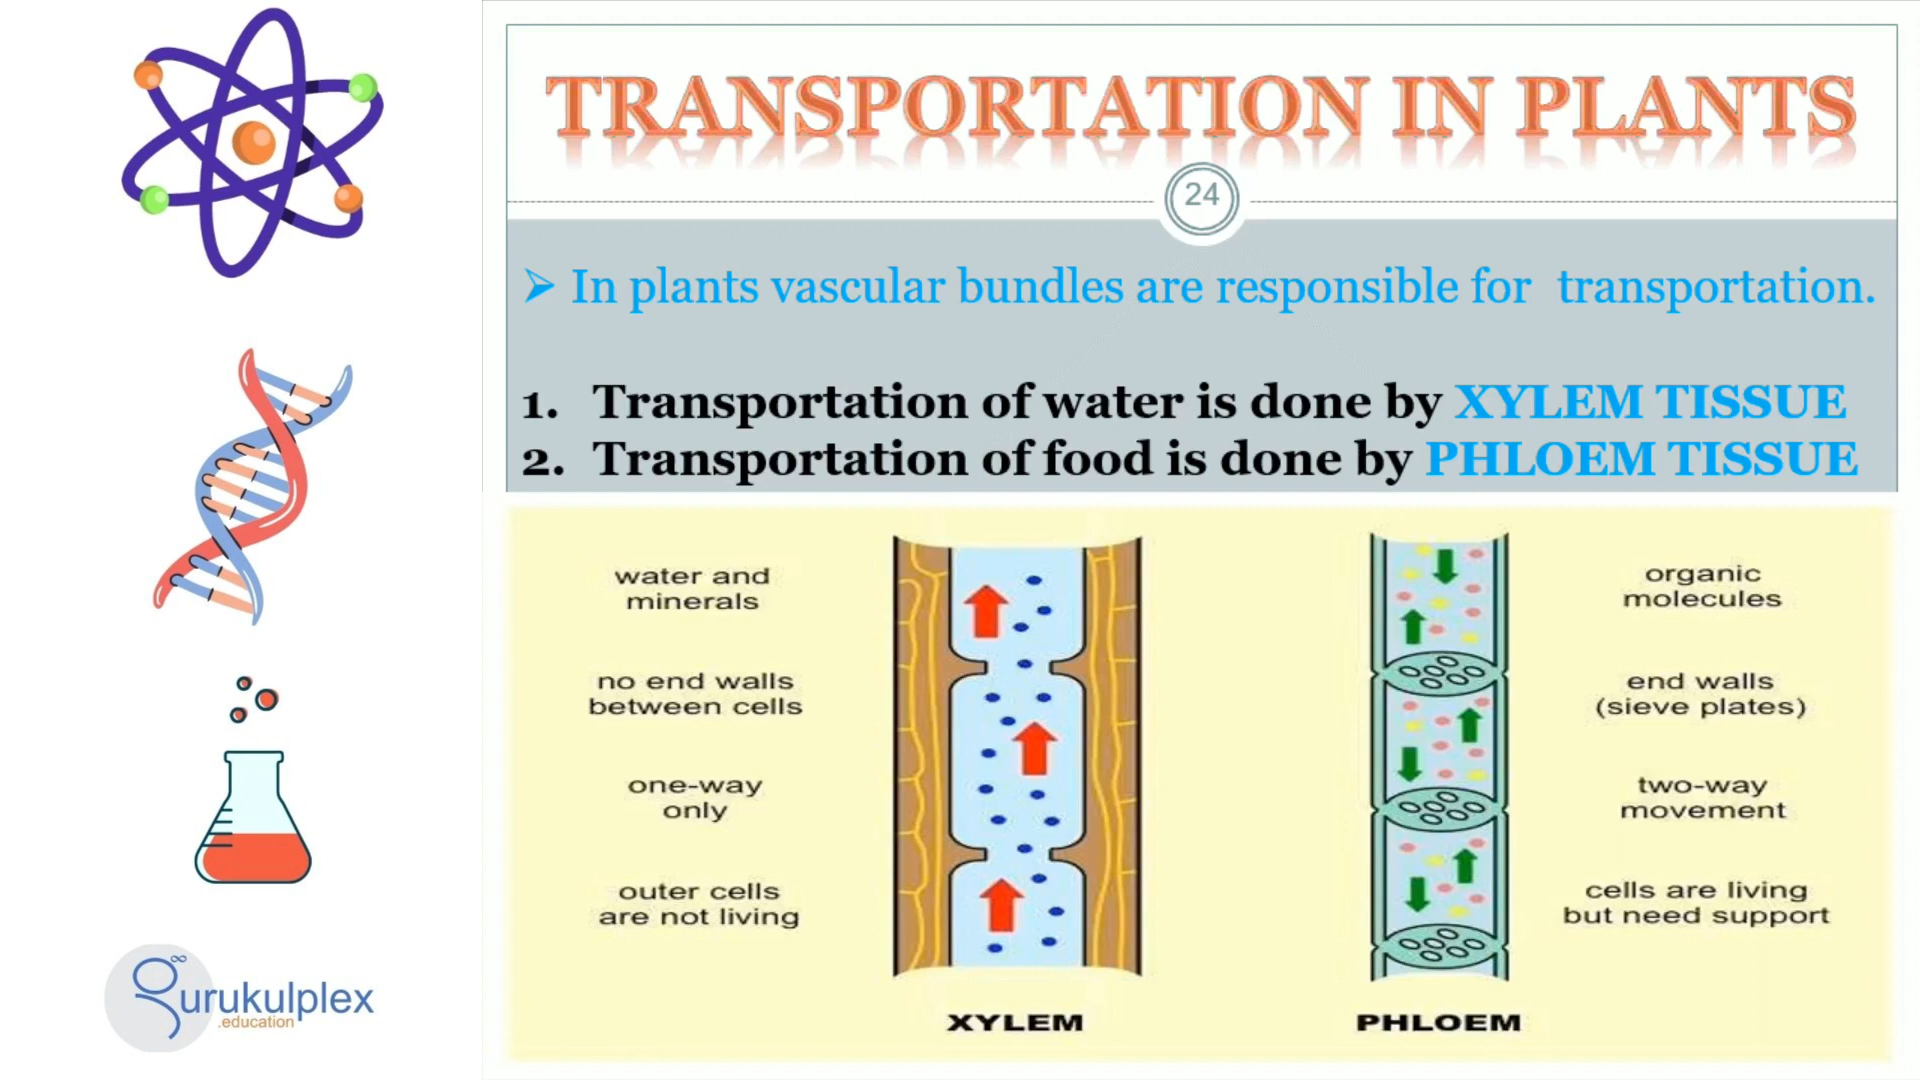 TRANSPORTATION IN PLANTS
24
In plants vascular bundles are responsible for transportation.
1. Transportation of water is done by XYLEM TISSUE
2. Transportation of food is done by PHLOEM TISSUE
water and
minerals
no end walls
between cells
one-way
only
outer cells
are not living
XYLEM
organic
molecules
end walls
(sieve plates)
two-way
movement
cells are living
but need support
PHLOEM
gurukulplex
.education